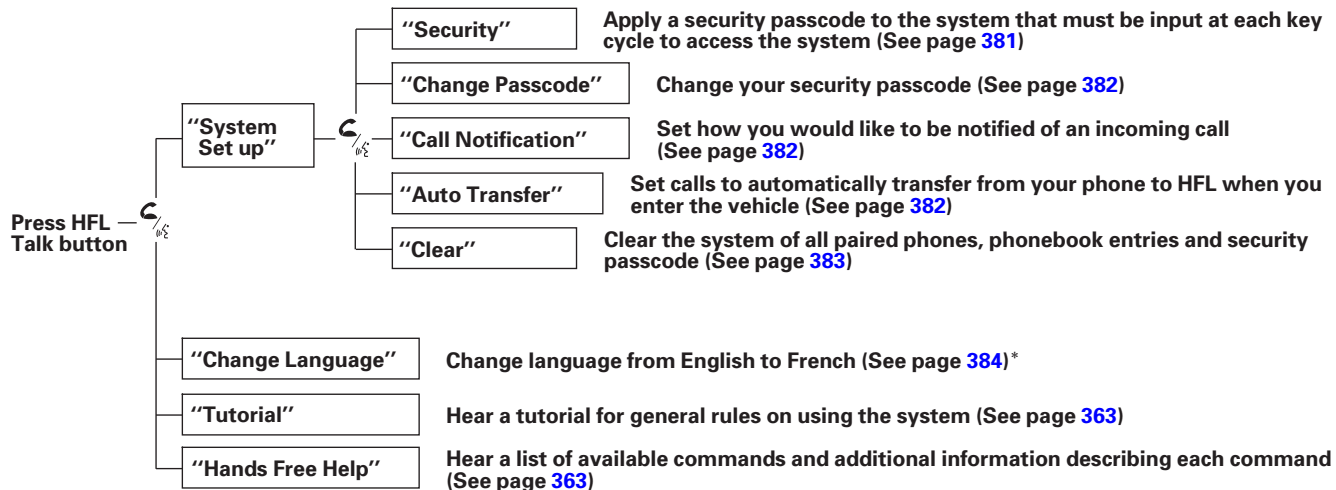 Press HFL
Talk button
"System
Set up"
"Security"
Apply a security passcode to the system that must be input at each key
cycle to access the system (See page 381)
"Change Passcode"
Change your security passcode (See page 382)
"Call Notification"
Set how you would like to be notified of an incoming call
(See page 382)
"Auto Transfer"
Set calls to automatically transfer from your phone to HFL when you
enter the vehicle (See page 382)
"Clear"
Clear the system of all paired phones, phonebook entries and security
passcode (See page 383)
"Change Language"
Change language from English to French (See page 384)*
"Tutorial"
Hear a tutorial for general rules on using the system (See page 363)
"Hands Free Help"
Hear a list of available commands and additional information describing each command
(See page 363)